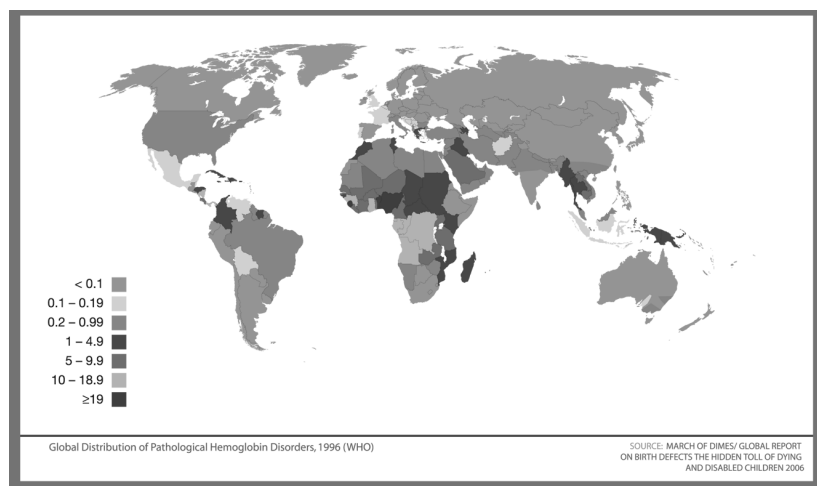 < 0.1
0.1 – 0.19
0.2 – 0.99
1 – 4.9
5 – 9.9
10 – 18.9
≥19
Global Distribution of Pathological Hemoglobin Disorders, 1996 (WHO)
SOURCE: MARCH OF DIMES/ GLOBAL REPORT
ON BIRTH DEFECTS THE HIDDEN TOLL OF DYING
AND DISABLED CHILDREN 2006